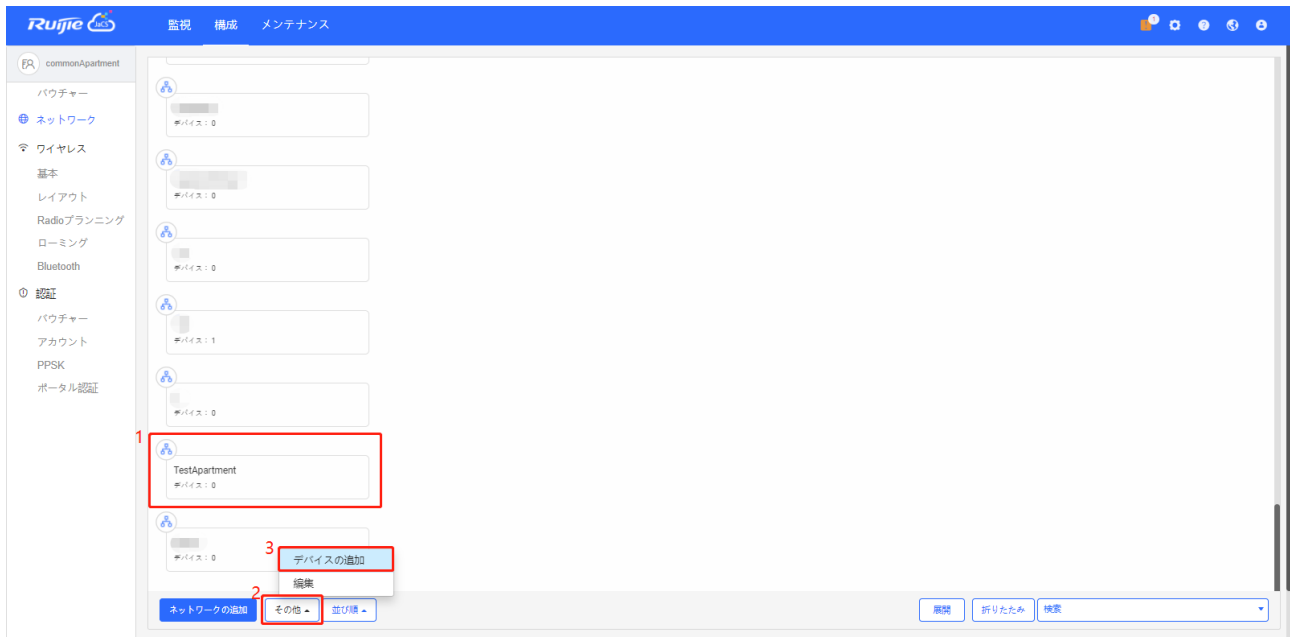 Ruijie JaCS
監視 構成 メンテナンス
1
commonApartment
バウチャー
ネットワーク
ワイヤレス
基本
レイアウト
Radioプランニング
ローミング
Bluetooth
認証
バウチャー
アカウント
PPSK
ポータル認証
デバイス: 0
デバイス: 0
デバイス: 0
デバイス: 1
デバイス: 0
1
TestApartment
デバイス: 0
デバイス: 0
3
デバイスの追加
編集
2
ネットワークの追加 その他 並び順 展開 折りたたみ 検索